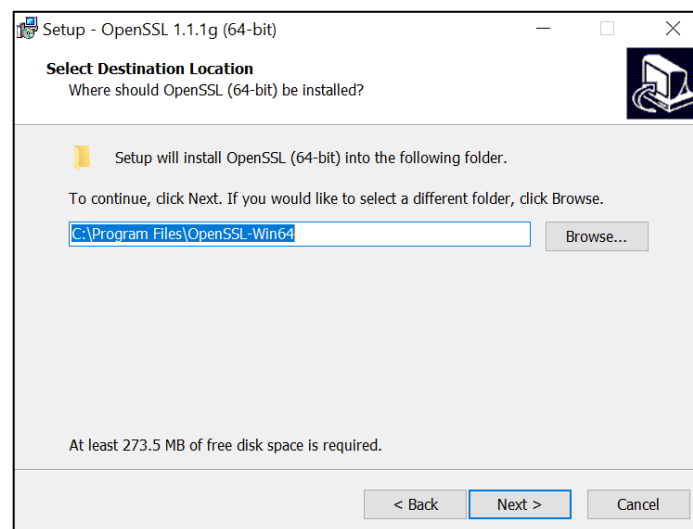 Setup - OpenSSL 1.1.1g (64-bit)
Select Destination Location
Where should OpenSSL (64-bit) be installed?
Setup will install OpenSSL (64-bit) into the following folder.
To continue, click Next. If you would like to select a different folder, click Browse.
C:\Program Files\OpenSSL-Win64
Browse...
At least 273.5 MB of free disk space is required.
< Back
Next >
Cancel